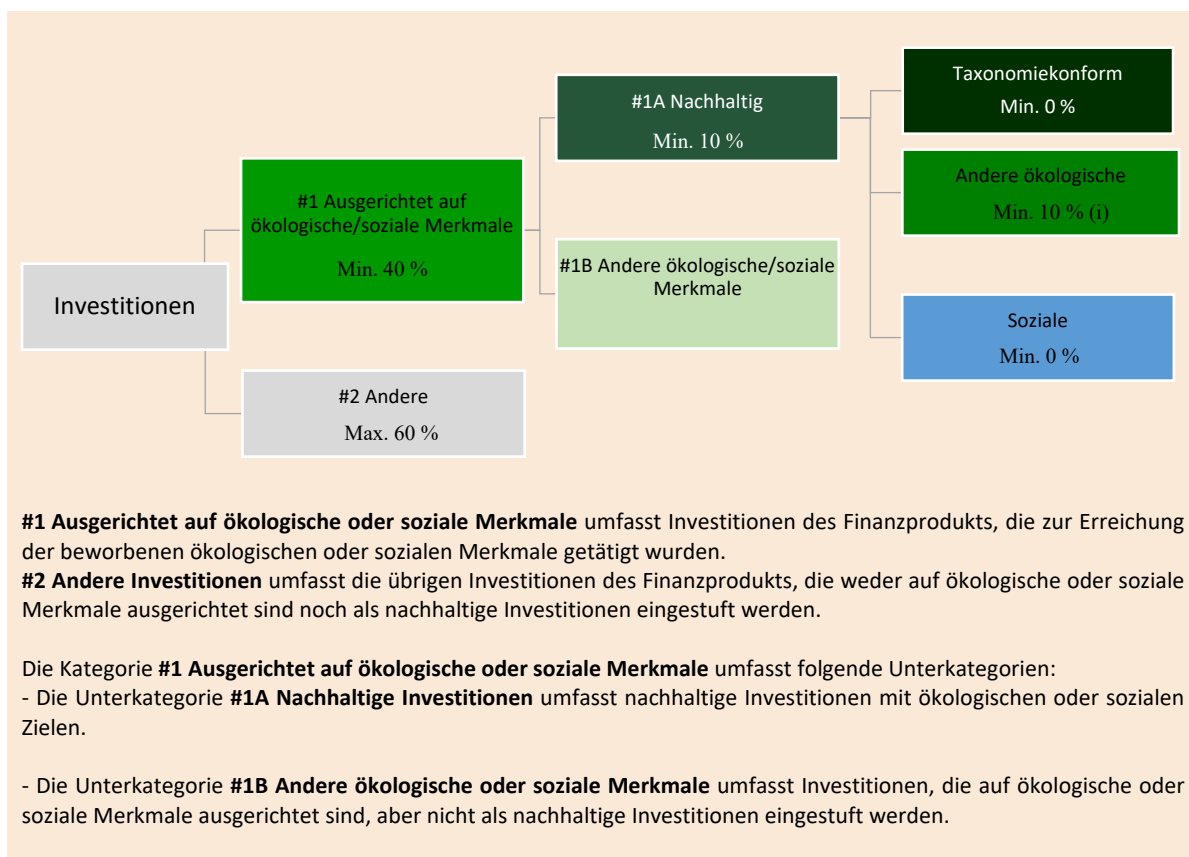 Investitionen
#1 Ausgerichtet auf
ökologische/soziale Merkmale
Min. 40 %
#2 Andere
Max. 60 %
#1A Nachhaltig
Min. 10 %
#1B Andere ökologische/soziale
Merkmale
Taxonomiekonform
Min. 0 %
Andere ökologische
Min. 10 % (i)
Soziale
Min. 0 %
#1 Ausgerichtet auf ökologische oder soziale Merkmale umfasst Investitionen des Finanzprodukts, die zur Erreichung
der beworbenen ökologischen oder sozialen Merkmale getätigt wurden.
#2 Andere Investitionen umfasst die übrigen Investitionen des Finanzprodukts, die weder auf ökologische oder soziale
Merkmale ausgerichtet sind noch als nachhaltige Investitionen eingestuft werden.
Die Kategorie #1 Ausgerichtet auf ökologische oder soziale Merkmale umfasst folgende Unterkategorien:
- Die Unterkategorie #1A Nachhaltige Investitionen umfasst nachhaltige Investitionen mit ökologischen oder sozialen
Zielen.
- Die Unterkategorie #1B Andere ökologische oder soziale Merkmale umfasst Investitionen, die auf ökologische oder
soziale Merkmale ausgerichtet sind, aber nicht als nachhaltige Investitionen eingestuft werden.